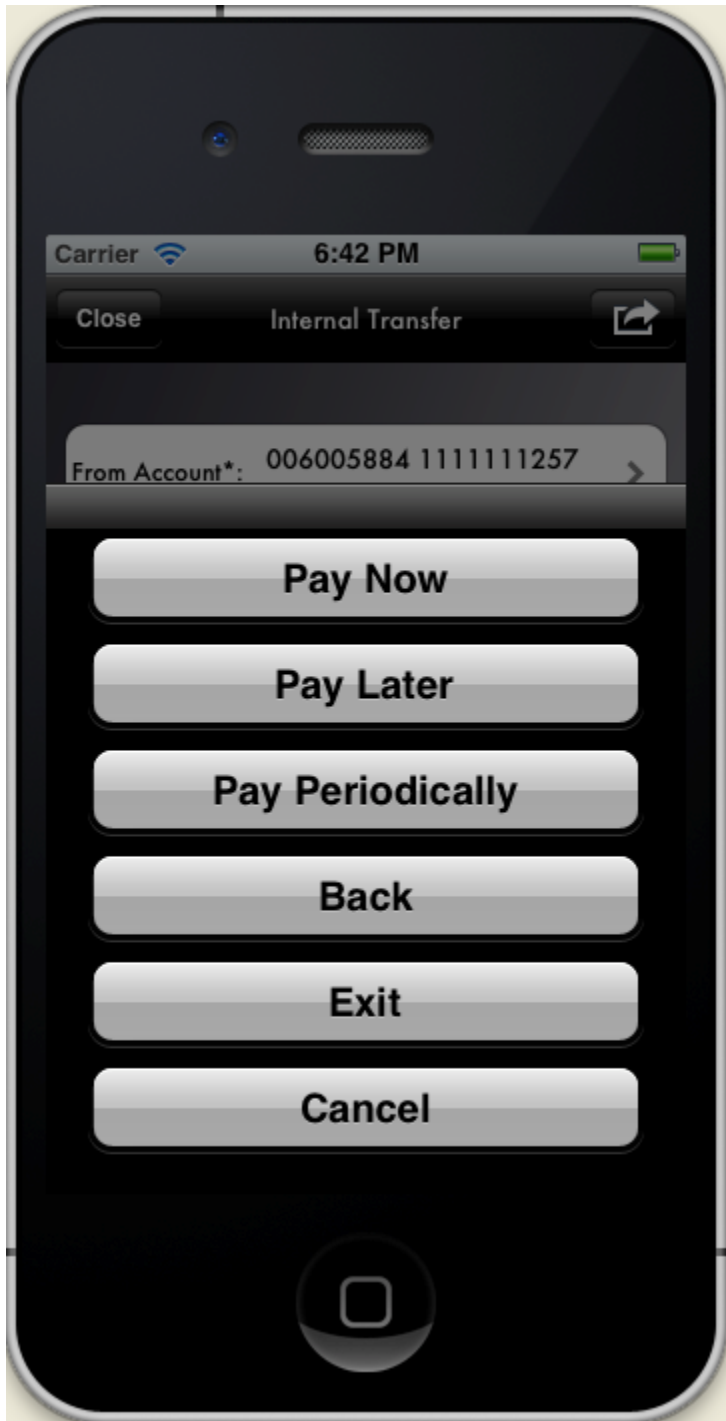 Carrier 6:42 PM
Close Internal Transfer
From Account*: 006005884 1111111257
Pay Now
Pay Later
Pay Periodically
Back
Exit
Cancel